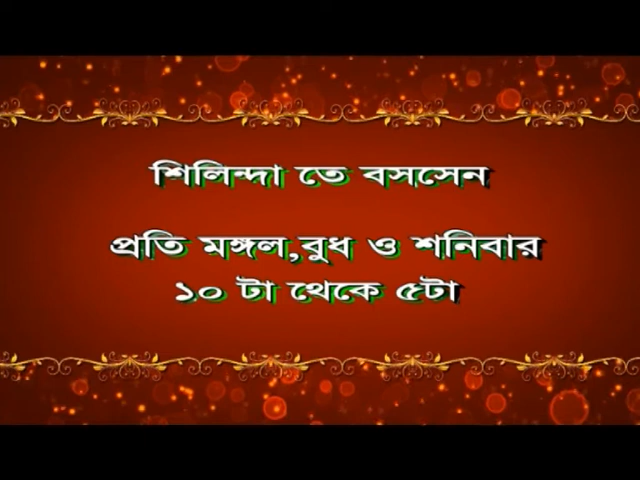 শিলিন্দা তে বসসেন
প্রতি মঙ্গল,বুধ ও শনিবার
১০ টা থেকে ৫টা